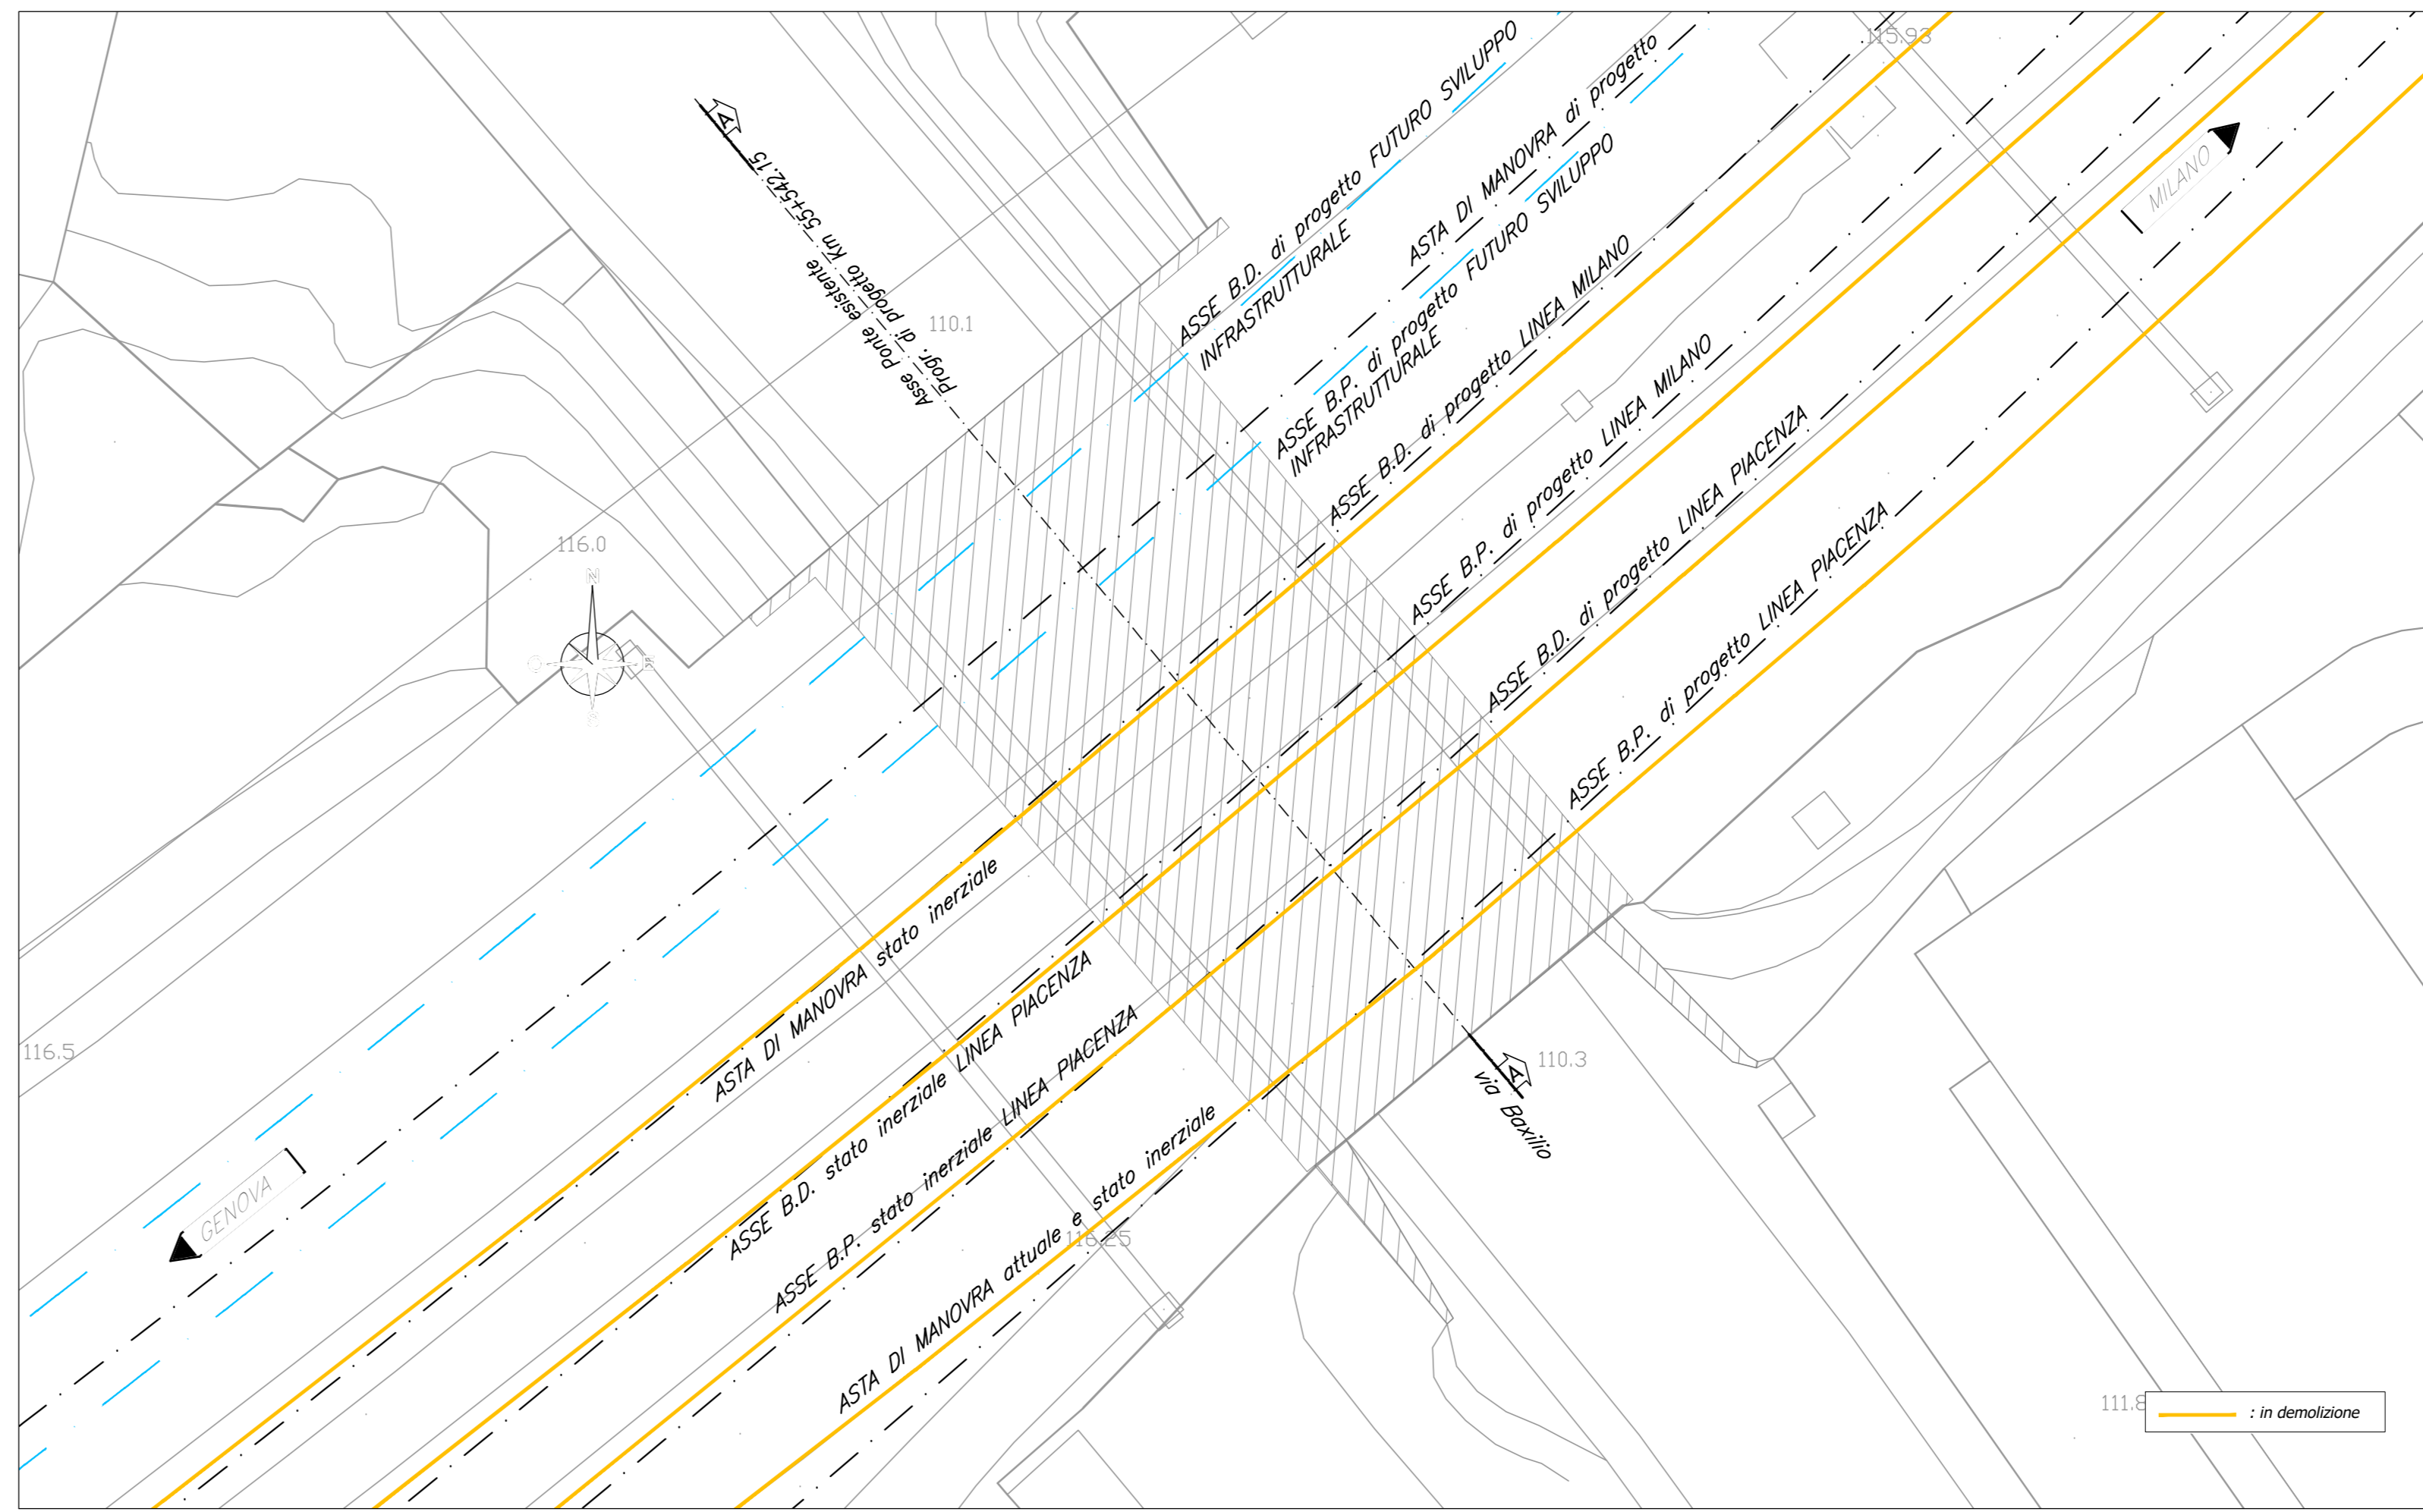 115.93
ASSE B.D. di progetto FUTURO SVILUPPO
INFRASTRUTTURALE
ASTA DI MANOVRA di progetto
ASSE B.P. di progetto FUTURO SVILUPPO
INFRASTRUTTURALE
ASSE B.D. di progetto LINEA MILANO
ASSE B.P. di progetto LINEA MILANO
ASSE B.D. di progetto LINEA PIACENZA
ASSE B.P. di progetto LINEA PIACENZA
MILANO
A
Asse Ponte esistente
Progr. di progetto Km 55+542.15
110.1
116.0
N
O
E
S
116.5
GENOVA
ASTA DI MANOVRA stato inerziale
ASSE B.D. stato inerziale LINEA PIACENZA
ASSE B.P. stato inerziale LINEA PIACENZA
ASTA DI MANOVRA attuale e stato inerziale
116.25
A
110.3
via Baxilio
111.8
: in demolizione